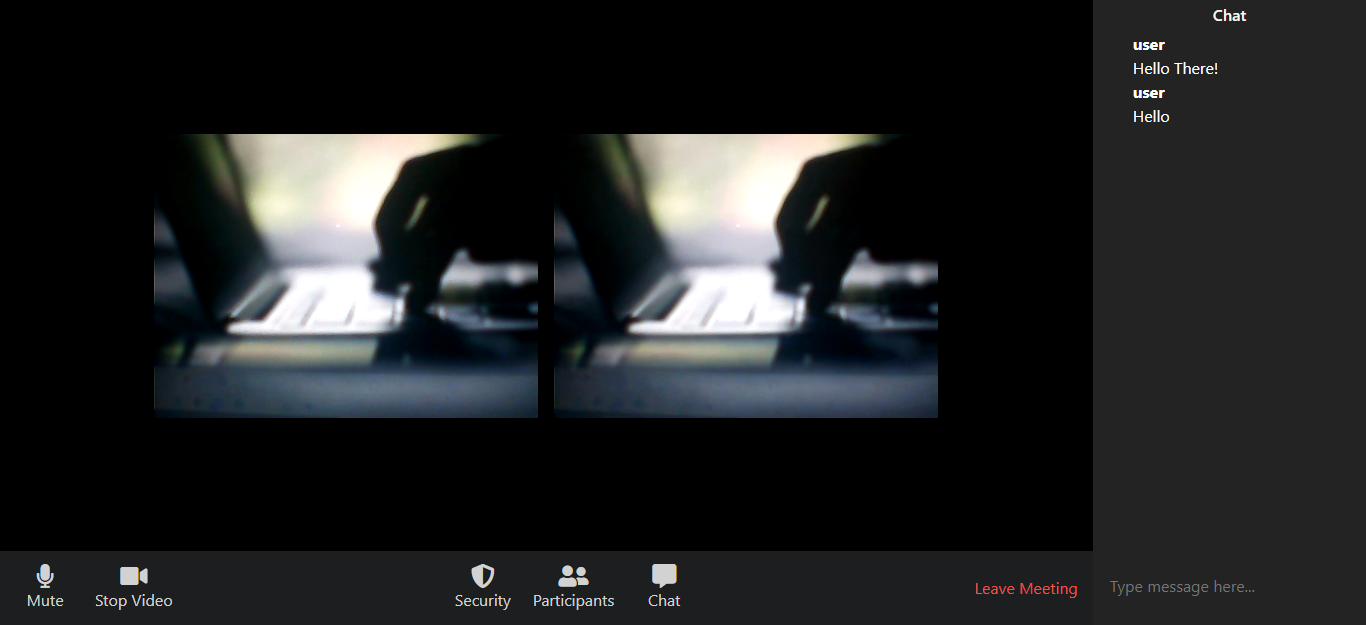 Chat
user
Hello There!
user
Hello
Mute
Stop Video
Security
Participants
Chat
Leave Meeting
Type message here...